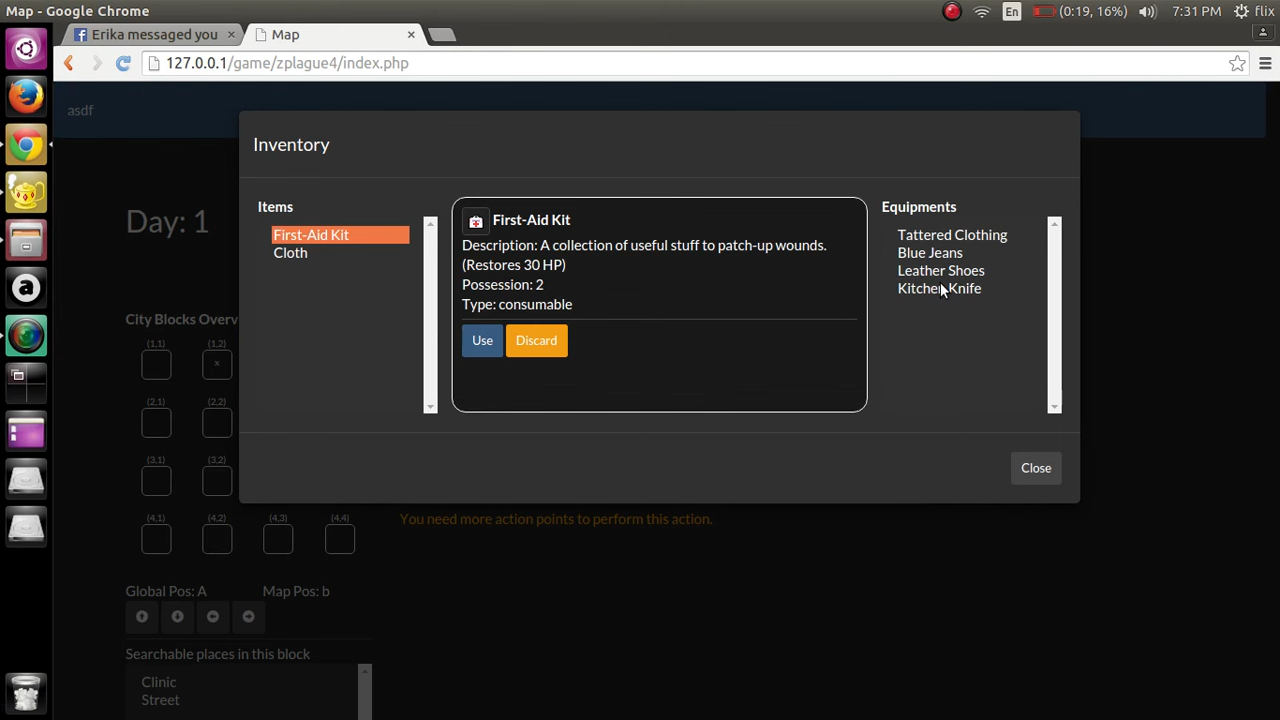 Map - Google Chrome
En
(0:19, 16%)
7:31 PM
flix
Erika messaged you
Map
127.0.0.1/game/zplague4/index.php
asdf
Inventory
Day: 1
Items
First-Aid Kit
Cloth
First-Aid Kit
Description: A collection of useful stuff to patch-up wounds.
(Restores 30 HP)
Possession: 2
Type: consumable
Use
Discard
Equipments
Tattered Clothing
Blue Jeans
Leather Shoes
Kitchen Knife
Close
City Blocks Overv
(1,1) (1,2)
x
(2,1) (2,2)
(3,1) (3,2)
(4,1) (4,2) (4,3) (4,4)
You need more action points to perform this action.
Global Pos: A Map Pos: b
Searchable places in this block
Clinic
Street